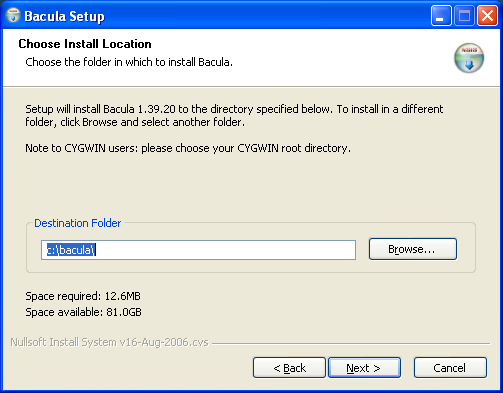 Bacula Setup
Choose Install Location
Choose the folder in which to install Bacula.
Setup will install Bacula 1.39.20 to the directory specified below. To install in a different
folder, click Browse and select another folder.
Note to CYGWIN users: please choose your CYGWIN root directory.
Destination Folder
c:\bacula\
Browse...
Space required: 12.6MB
Space available: 81.0GB
Nullsoft Install System v16-Aug-2006.cvs
< Back
Next >
Cancel